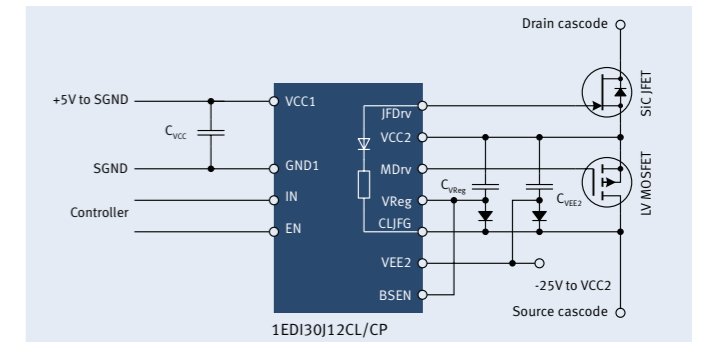 Drain cascode
+5V to SGND
VCC1
JFDrv
SiC JFET
CVCC
VCC2
SGND
GND1
MDrv
CVReg
CVEE2
LV MOSFET
IN
VReg
Controller
EN
CLJFG
VEE2
-25V to VCC2
BSEN
Source cascode
1EDI30J12CL/CP